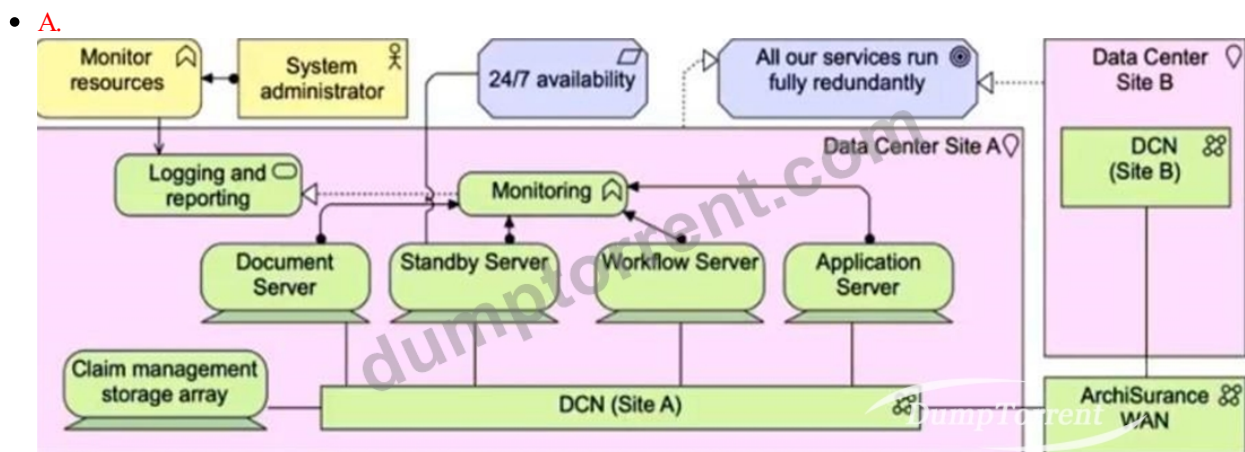 A.
Monitor
resources
System
administrator
24/7 availability
All our services run
fully redundantly
Data Center
Site B
Data Center Site A
DCN
(Site B)
Logging and
reporting
Monitoring
Document
Server
Standby Server
Workflow Server
Application
Server
Claim management
storage array
DCN (Site A)
ArchiSurance
WAN
dumptorrent.com
DumpTorrent